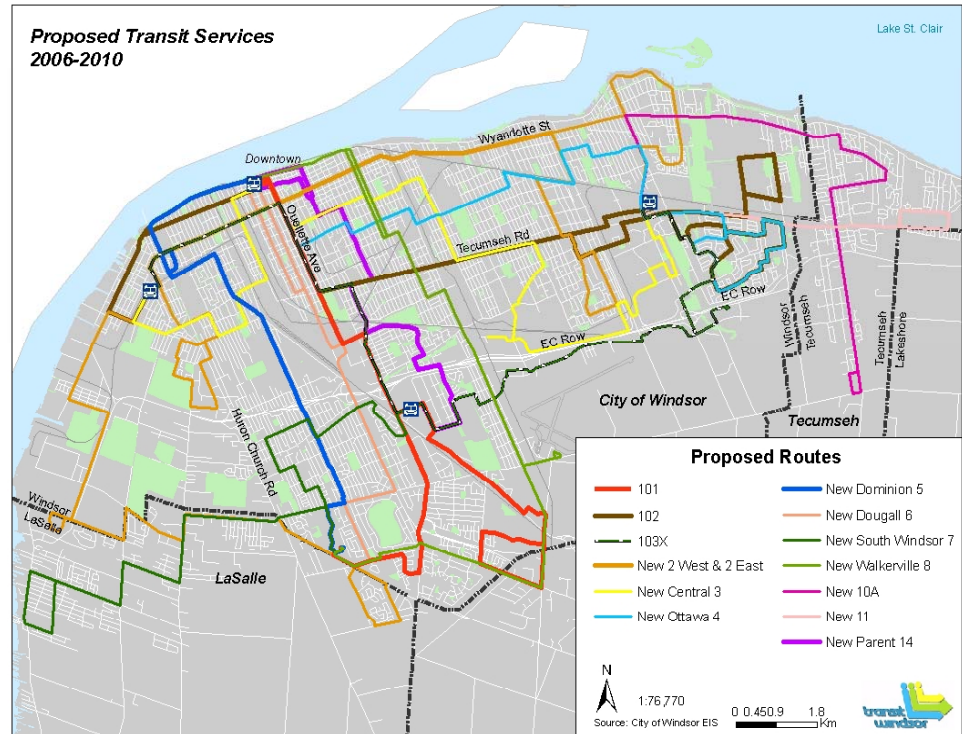 Proposed Transit Services
2006-2010
Lake St. Clair
Wyandotte St
Downtown
Ouellette Ave
Tecumseh Rd
EC Row
EC Row
Windsor
Tecumseh
Tecumseh
Lakeshore
City of Windsor
Tecumseh
Huron Church Rd
Windsor
LaSalle
LaSalle
H
H
H
H
Proposed Routes
101
102
103X
New 2 West & 2 East
New Central 3
New Ottawa 4
New Dominion 5
New Dougall 6
New South Windsor 7
New Walkerville 8
New 10A
New 11
New Parent 14
N
1:76,770
Source: City of Windsor EIS
0 0.450.9 1.8
Km
transit
windsor